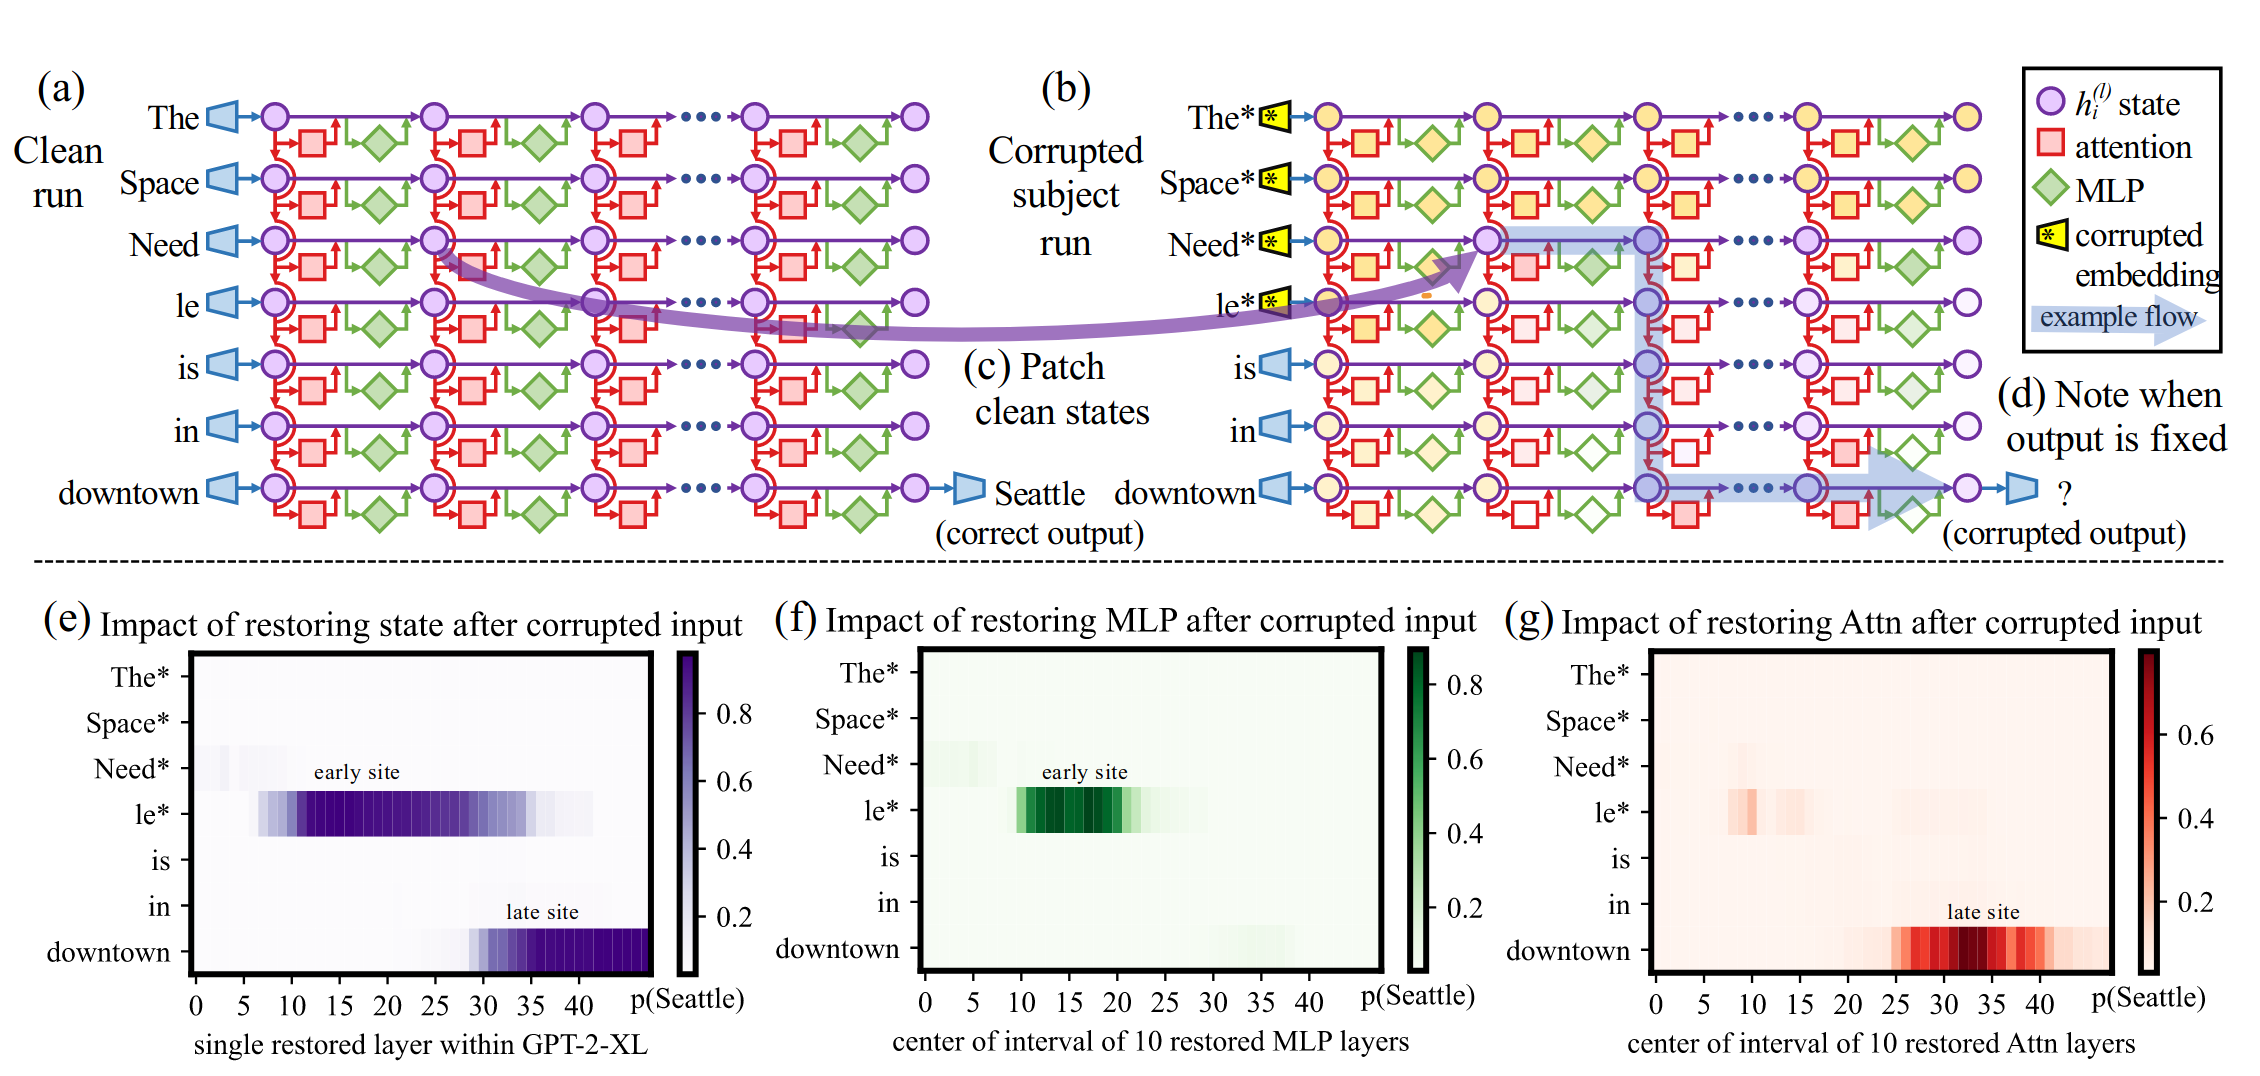 (a)
Clean
run
The
Space
Need
le
is
in
downtown
Seattle
(correct output)
(b)
Corrupted
subject
run
The*
Space*
Need*
le*
is
in
downtown
* * * *
?
(corrupted output)
(c) Patch
clean states
(d) Note when
output is fixed
h_i^(l) state
attention
MLP
* corrupted
embedding
example flow
(e) Impact of restoring state after corrupted input
The*
Space*
Need*
le*
is
in
downtown
early site
late site
0.8
0.6
0.4
0.2
0 5 10 15 20 25 30 35 40
p(Seattle)
single restored layer within GPT-2-XL
(f) Impact of restoring MLP after corrupted input
The*
Space*
Need*
le*
is
in
downtown
early site
0.8
0.6
0.4
0.2
0 5 10 15 20 25 30 35 40
p(Seattle)
center of interval of 10 restored MLP layers
(g) Impact of restoring Attn after corrupted input
The*
Space*
Need*
le*
is
in
downtown
late site
0.6
0.4
0.2
0 5 10 15 20 25 30 35 40
p(Seattle)
center of interval of 10 restored Attn layers